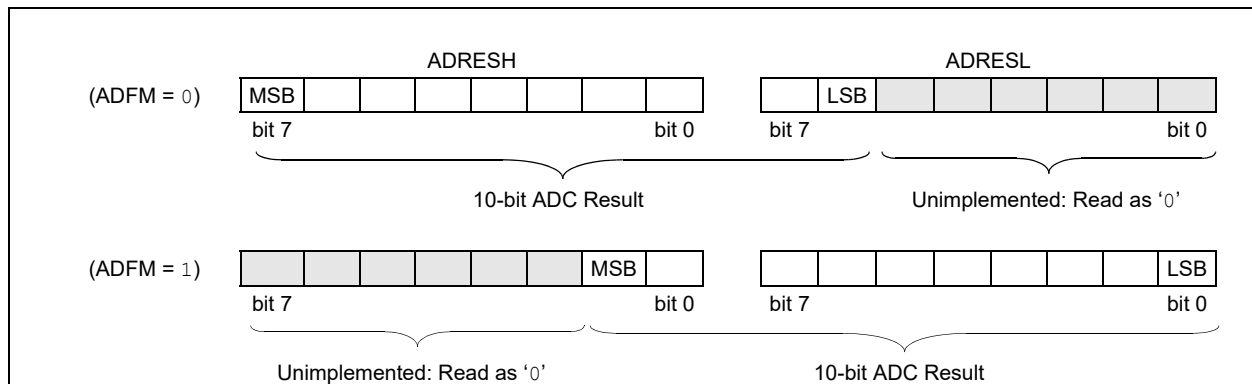 ADRESH ADRESL
(ADFM = 0) MSB LSB
bit 7 bit 0 bit 7 bit 0
10-bit ADC Result Unimplemented: Read as ‘0’
(ADFM = 1) MSB LSB
bit 7 bit 0 bit 7 bit 0
Unimplemented: Read as ‘0’ 10-bit ADC Result